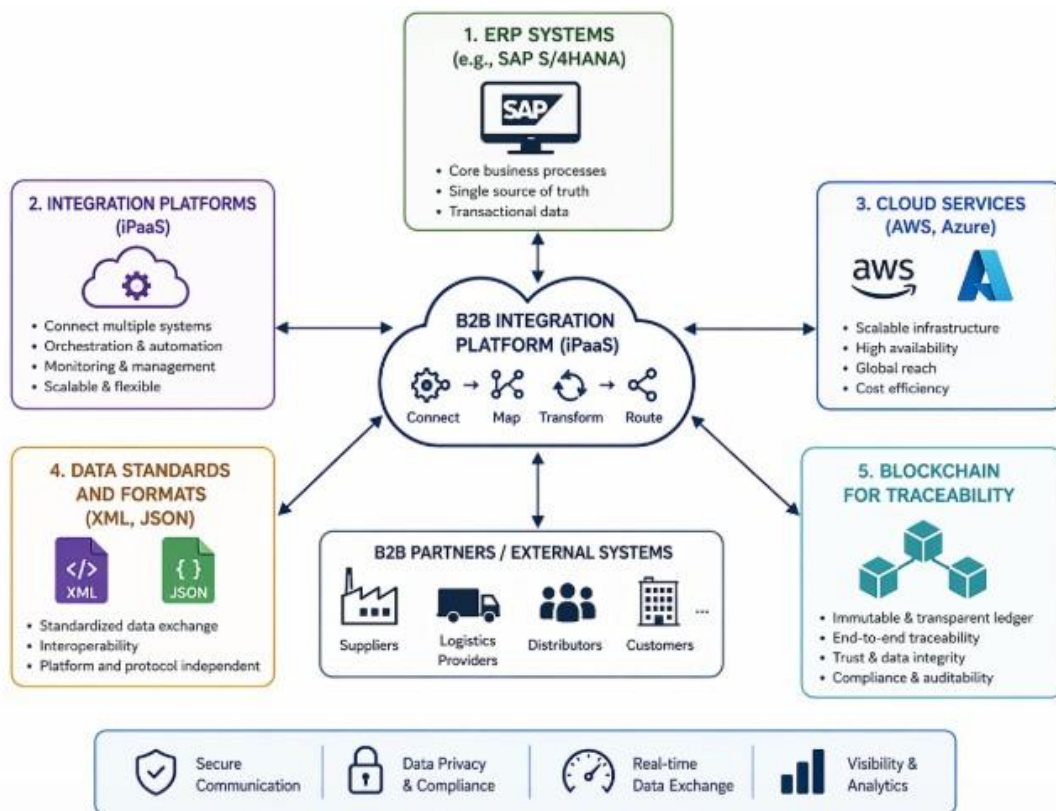 1. ERP SYSTEMS
(e.g., SAP S/4HANA)
SAP
• Core business processes
• Single source of truth
• Transactional data
2. INTEGRATION PLATFORMS
(iPaaS)
• Connect multiple systems
• Orchestration & automation
• Monitoring & management
• Scalable & flexible
3. CLOUD SERVICES
(AWS, Azure)
aws
• Scalable infrastructure
• High availability
• Global reach
• Cost efficiency
B2B INTEGRATION
PLATFORM (iPaaS)
Connect Map Transform Route
4. DATA STANDARDS
AND FORMATS
(XML, JSON)
</>
XML
{ }
JSON
• Standardized data exchange
• Interoperability
• Platform and protocol independent
B2B PARTNERS / EXTERNAL SYSTEMS
Suppliers
Logistics
Providers
Distributors
Customers
...
5. BLOCKCHAIN
FOR TRACEABILITY
• Immutable & transparent ledger
• End-to-end traceability
• Trust & data integrity
• Compliance & auditability
Secure
Communication
Data Privacy
& Compliance
Real-time
Data Exchange
Visibility &
Analytics